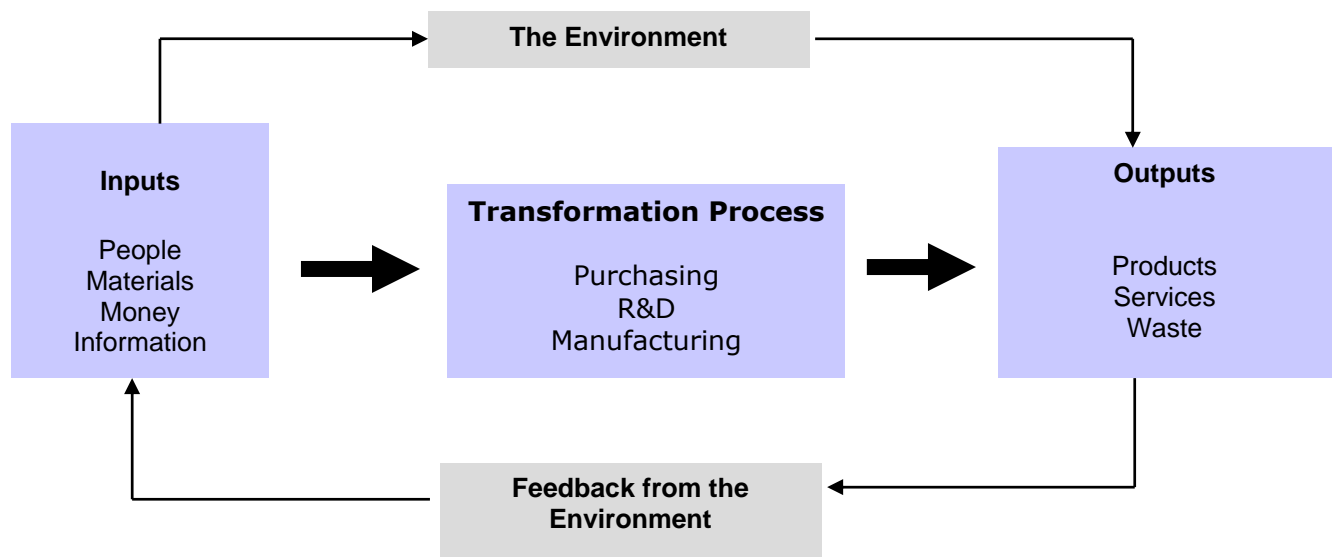 The Environment
Inputs
People
Materials
Money
Information
Transformation Process
Purchasing
R&D
Manufacturing
Outputs
Products
Services
Waste
Feedback from the
Environment